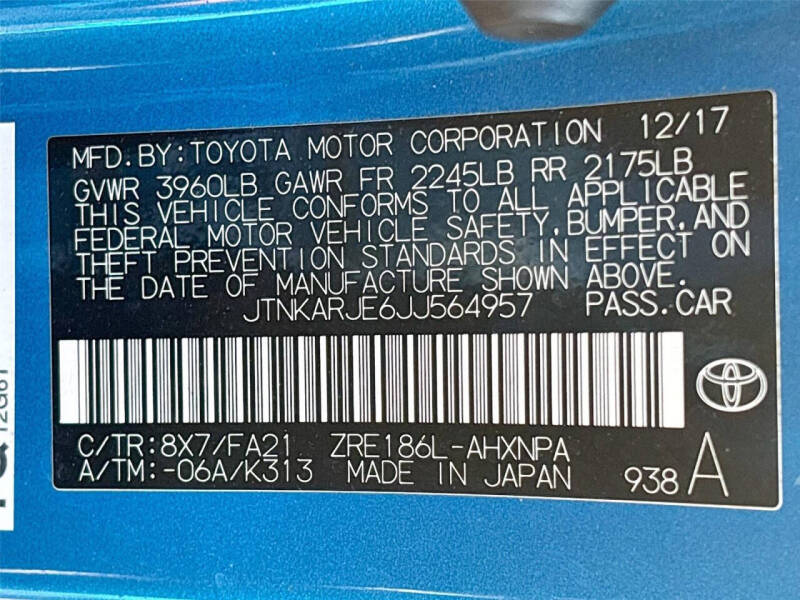 MFD.BY:TOYOTA MOTOR CORPORATION 12/17
GVWR 3960LB GAWR FR 2245LB RR 2175LB
THIS VEHICLE CONFORMS TO ALL APPLICABLE
FEDERAL MOTOR VEHICLE SAFETY,BUMPER,AND
THEFT PREVENTION STANDARDS IN EFFECT ON
THE DATE OF MANUFACTURE SHOWN ABOVE.
JTNKARJE6JJ564957 PASS.CAR
C/TR:8X7/FA21 ZRE186L-AHXNPA
A/TM:-06A/K313 MADE IN JAPAN 938 A